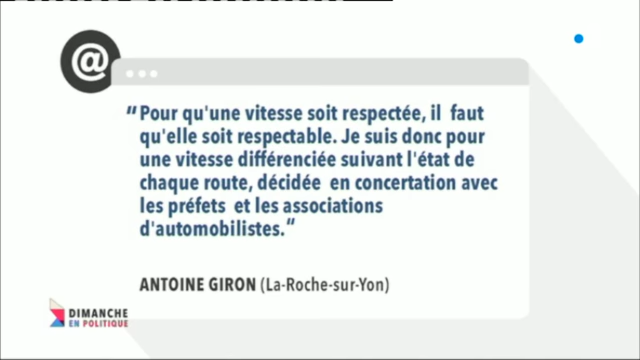 @
"Pour qu'une vitesse soit respectée, il faut
qu'elle soit respectable. Je suis donc pour
une vitesse différenciée suivant l'état de
chaque route, décidée en concertation avec
les préfets et les associations
d'automobilistes."
ANTOINE GIRON (La-Roche-sur-Yon)
DIMANCHE
EN POLITIQUE